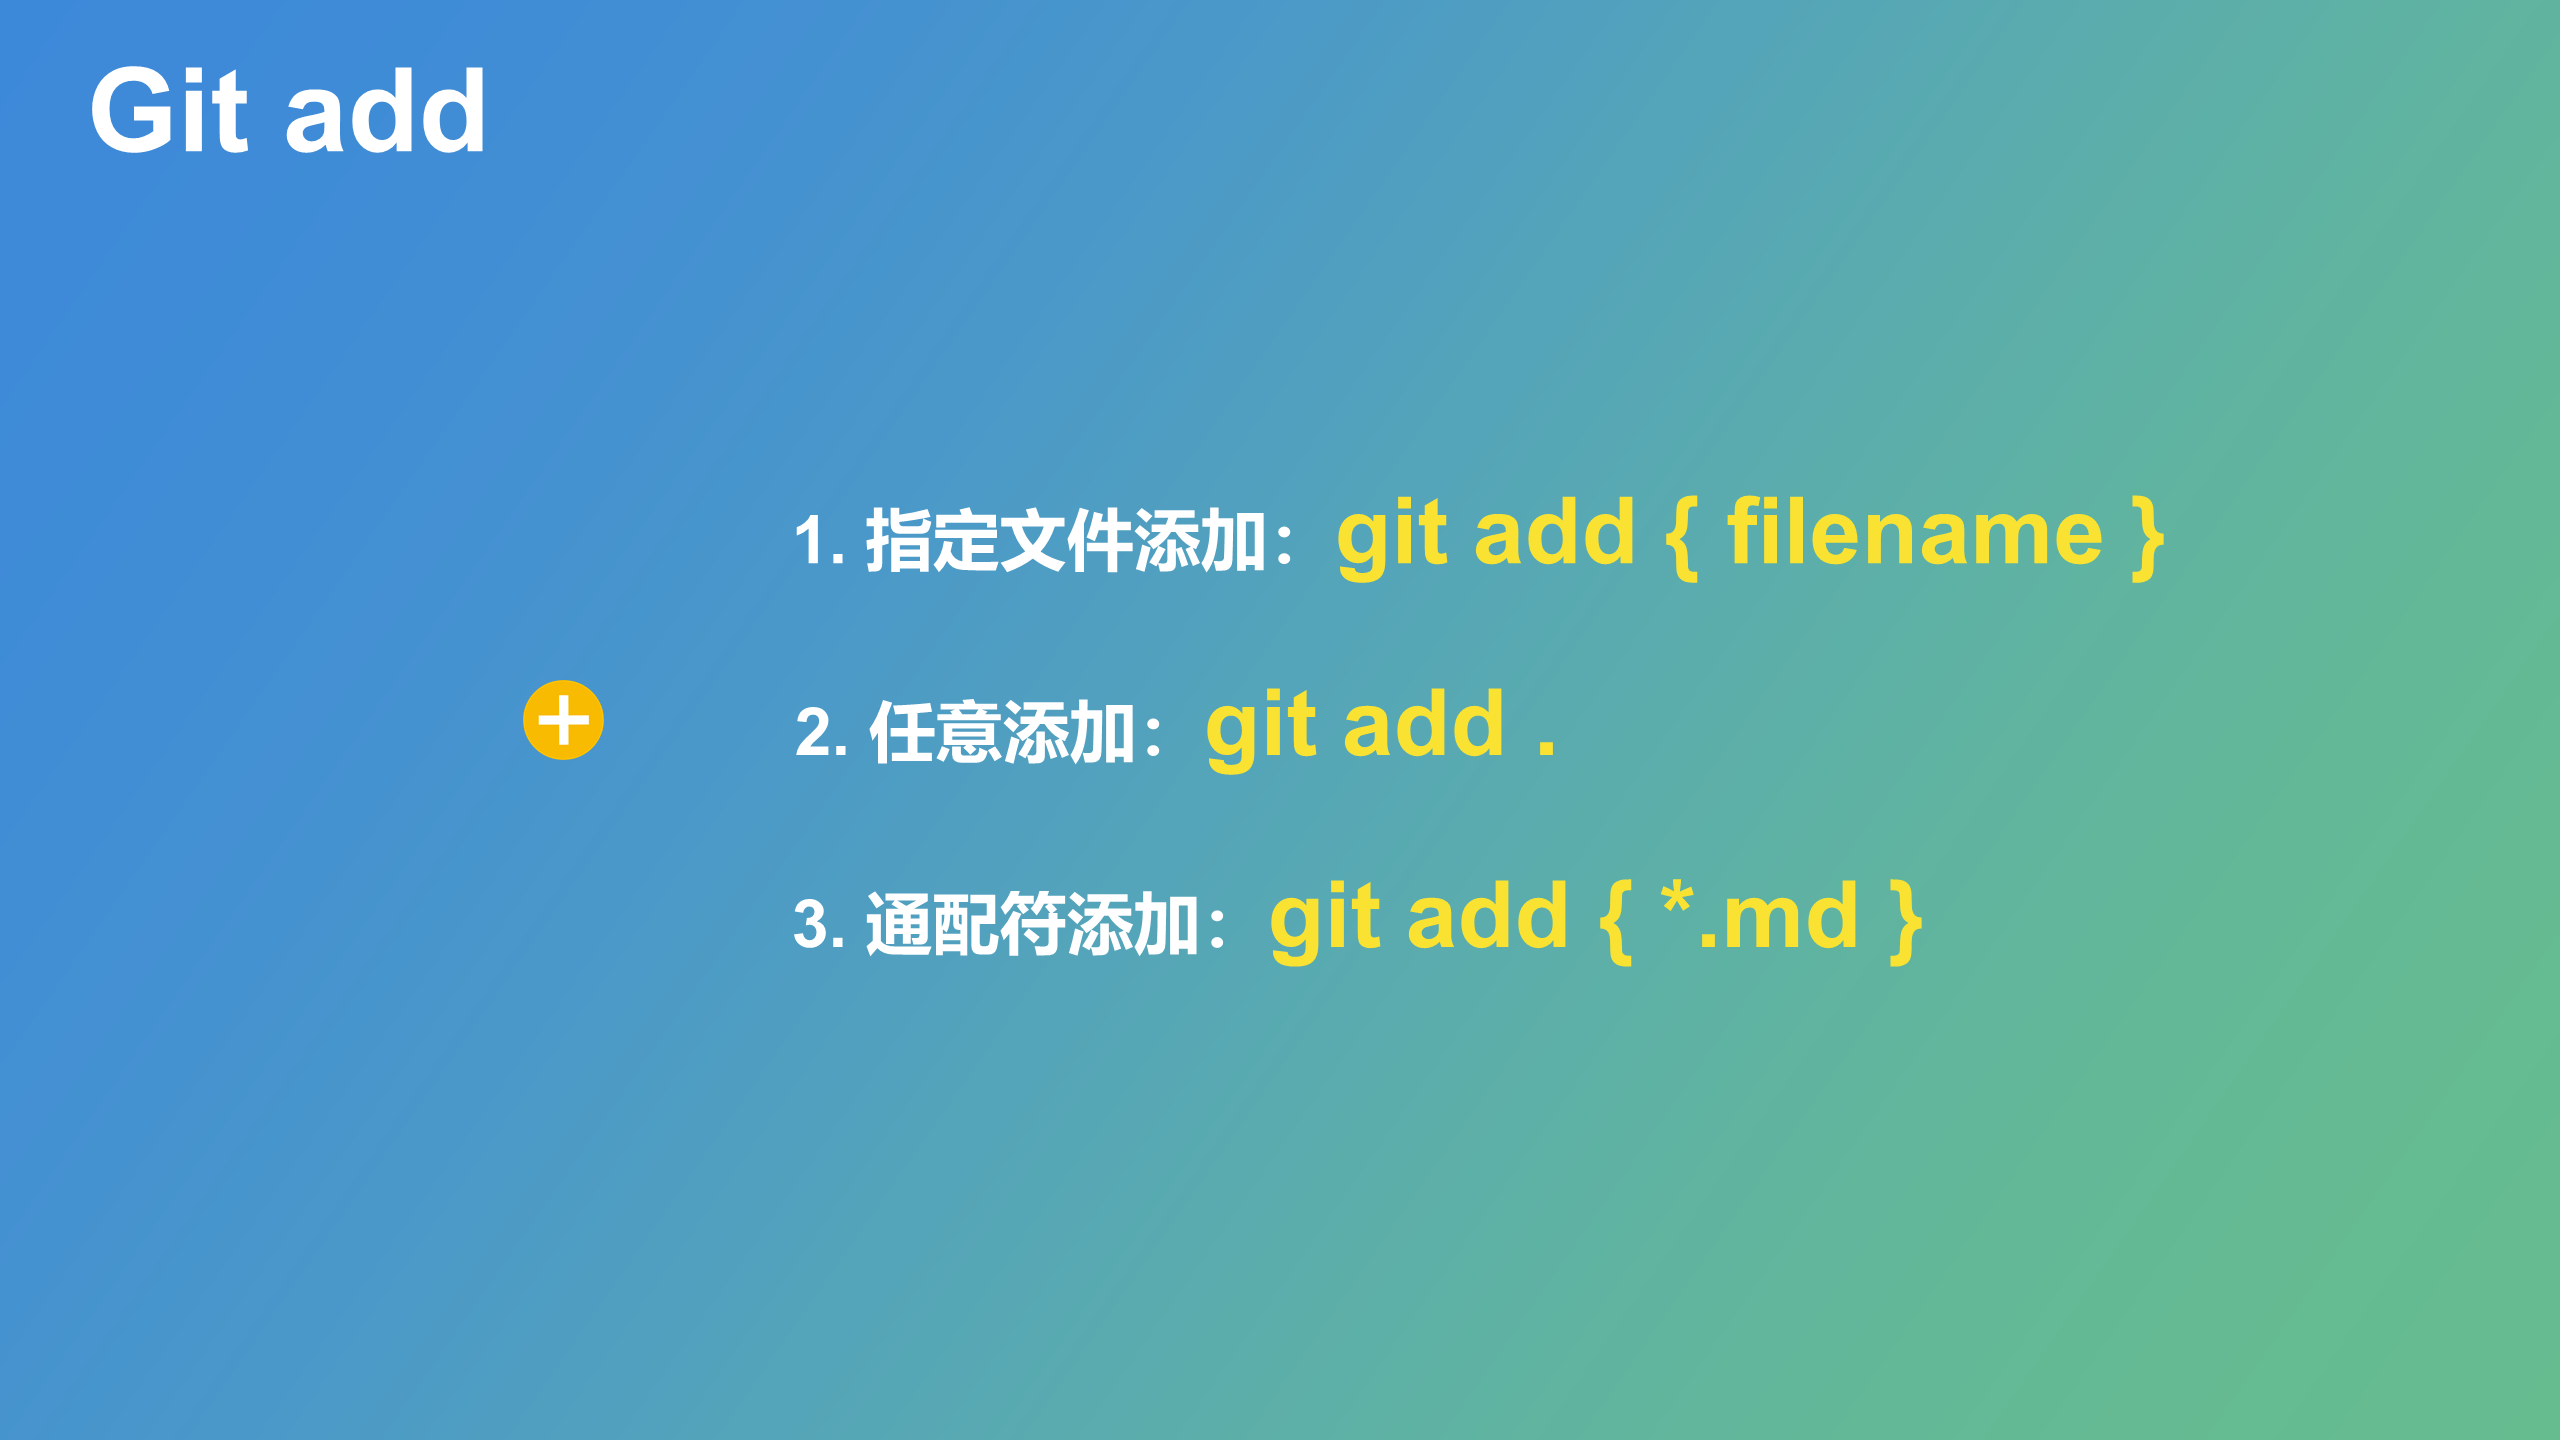 Git add
1. 指定文件添加：git add { filename }
2. 任意添加：git add .
3. 通配符添加：git add { *.md }